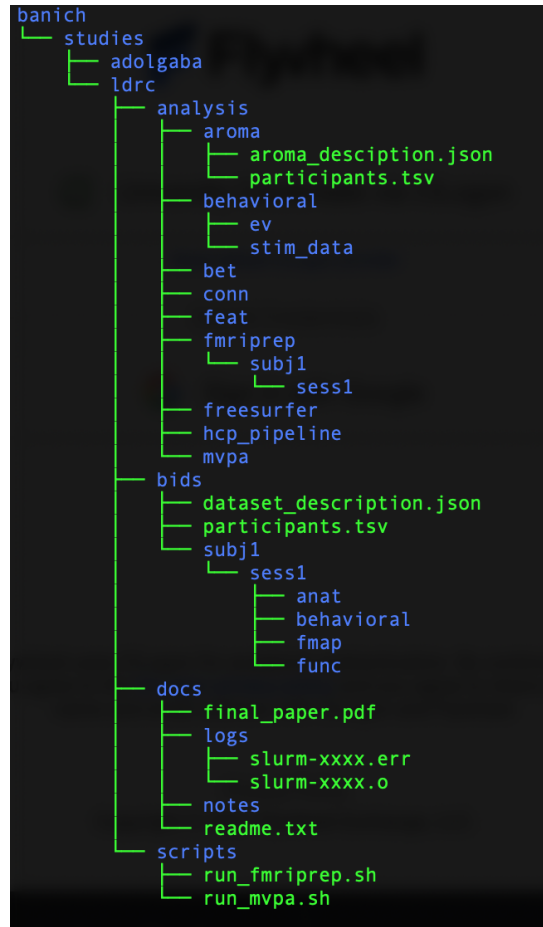 banich
studies
adolgaba
ldrc
analysis
aroma
aroma_desciption.json
participants.tsv
behavioral
ev
stim_data
bet
conn
feat
fmriprep
subj1
sess1
freesurfer
hcp_pipeline
mvpa
bids
dataset_description.json
participants.tsv
subj1
sess1
anat
behavioral
fmap
func
docs
final_paper.pdf
logs
slurm-xxxx.err
slurm-xxxx.o
notes
readme.txt
scripts
run_fmriprep.sh
run_mvpa.sh